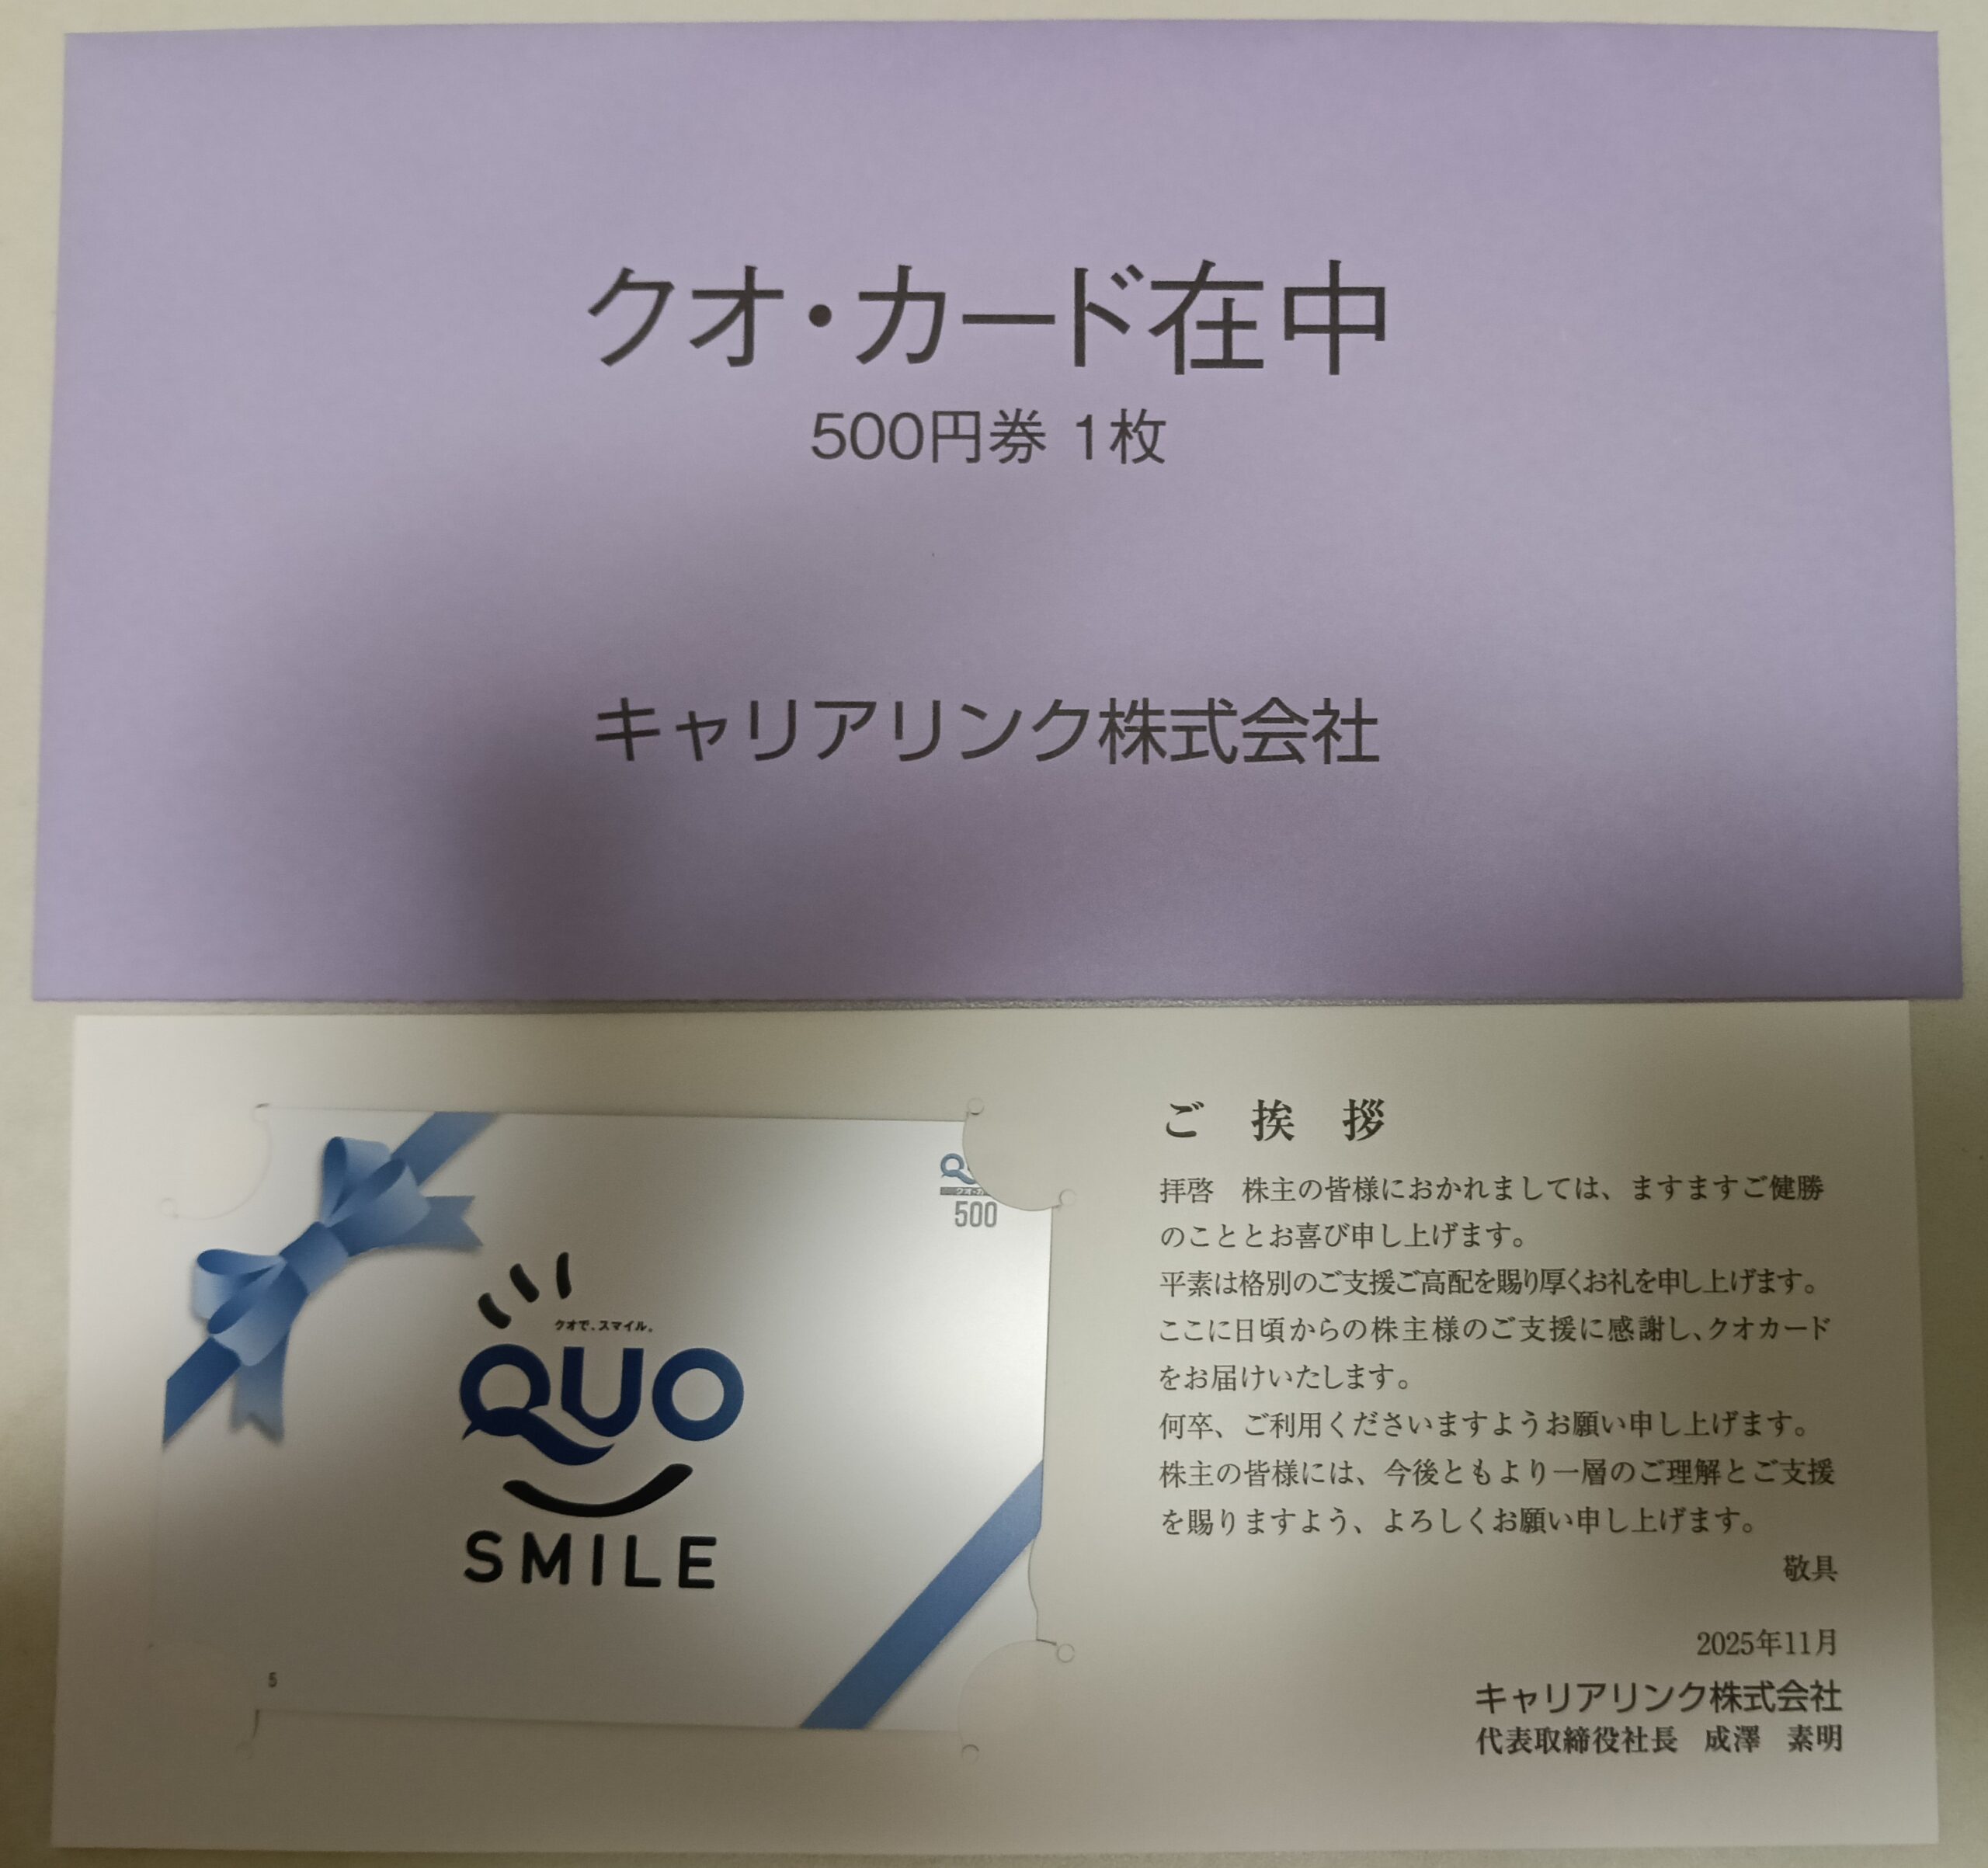 クオ・カード在中
500円券 1枚
キャリアリンク株式会社
500
クオで、スマイル。
QUO
SMILE
5
ご挨拶
拝啓　株主の皆様におかれましては、ますますご健勝
のこととお喜び申し上げます。
平素は格別のご支援ご高配を賜り厚くお礼を申し上げます。
ここに日頃からの株主様のご支援に感謝し、クオカード
をお届けいたします。
何卒、ご利用くださいますようお願い申し上げます。
株主の皆様には、今後ともより一層のご理解とご支援
を賜りますよう、よろしくお願い申し上げます。
敬具
2025年11月
キャリアリンク株式会社
代表取締役社長　成澤　素明